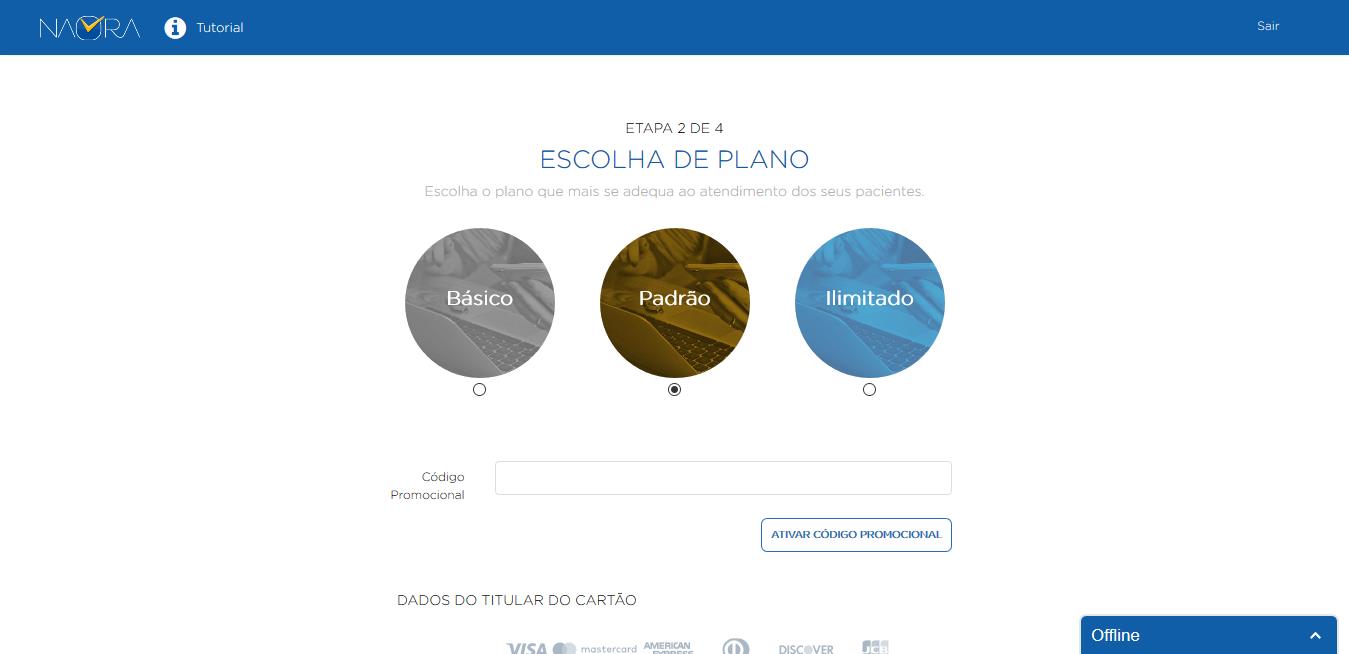 NAORA
Tutorial
Sair
ETAPA 2 DE 4
ESCOLHA DE PLANO
Escolha o plano que mais se adequa ao atendimento dos seus pacientes.
Básico
Padrão
Ilimitado
Código
Promocional
ATIVAR CÓDIGO PROMOCIONAL
DADOS DO TITULAR DO CARTÃO
Offline
VISA mastercard AMERICAN EXPRESS DISCOVER JCB